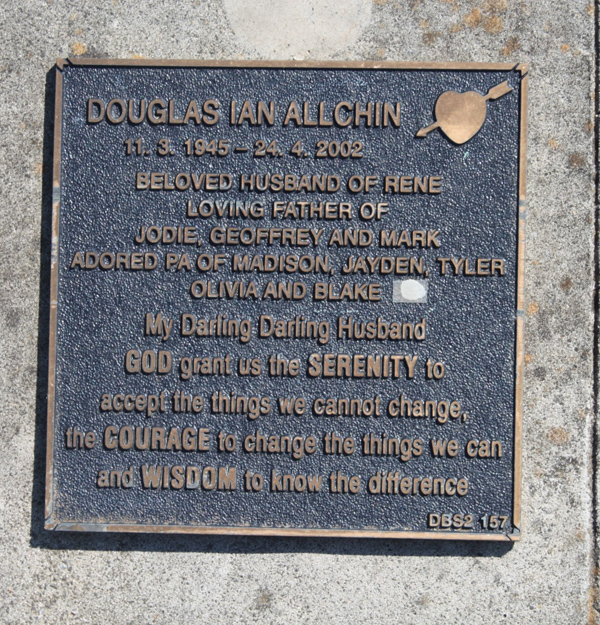 DOUGLAS IAN ALLCHIN
11. 3. 1945 – 24. 4. 2002
BELOVED HUSBAND OF RENE
LOVING FATHER OF
JODIE, GEOFFREY AND MARK
ADORED PA OF MADISON, JAYDEN, TYLER
OLIVIA AND BLAKE
My Darling Darling Husband
GOD grant us the SERENITY to
accept the things we cannot change,
the COURAGE to change the things we can
and WISDOM to know the difference
DBS2 157